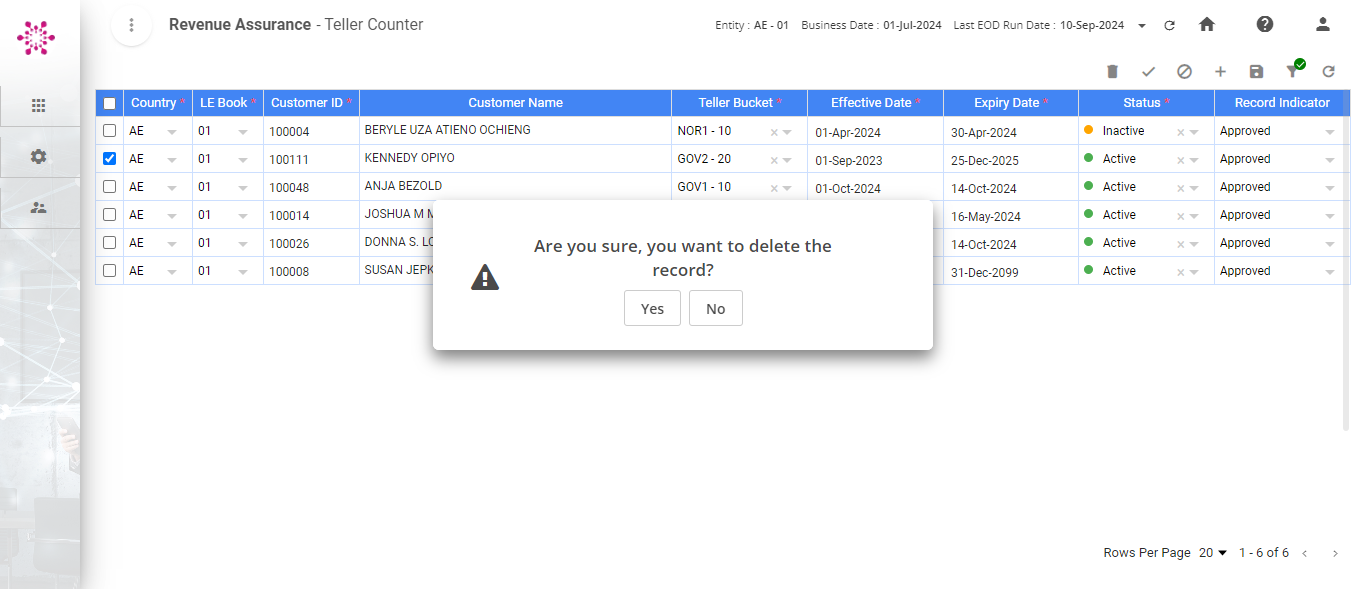 Revenue Assurance - Teller Counter
Entity : AE - 01 Business Date : 01-Jul-2024 Last EOD Run Date : 10-Sep-2024
Country * LE Book * Customer ID * Customer Name Teller Bucket * Effective Date * Expiry Date * Status * Record Indicator
AE 01 100004 BERYLE UZA ATIENO OCHIENG NOR1 - 10 01-Apr-2024 30-Apr-2024 Inactive Approved
AE 01 100111 KENNEDY OPIYO GOV2 - 20 01-Sep-2023 25-Dec-2025 Active Approved
AE 01 100048 ANJA BEZOLD GOV1 - 10 01-Oct-2024 14-Oct-2024 Active Approved
AE 01 100014 JOSHUA M 16-May-2024 Active Approved
AE 01 100026 DONNA S. 14-Oct-2024 Active Approved
AE 01 100008 SUSAN 31-Dec-2099 Active Approved
Are you sure, you want to delete the
record?
Yes No
Rows Per Page 20 1 - 6 of 6